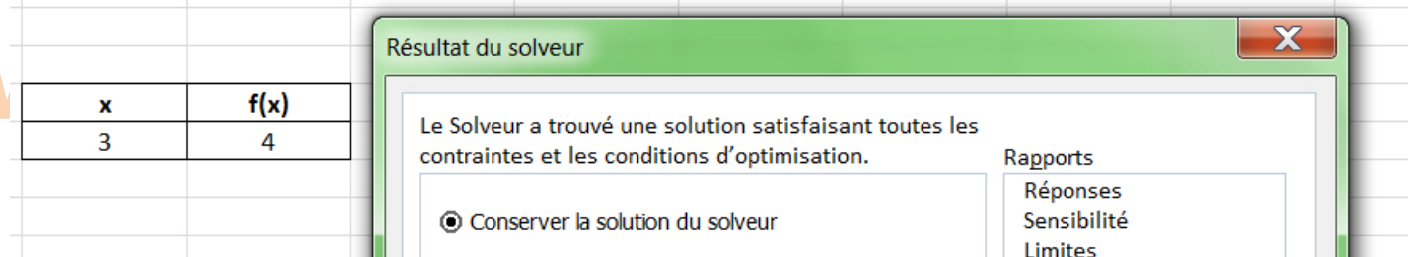 Résultat du solveur
x f(x)
3 4
Le Solveur a trouvé une solution satisfaisant toutes les
contraintes et les conditions d'optimisation.
Rapports
Réponses
Conserver la solution du solveur
Sensibilité
Limites